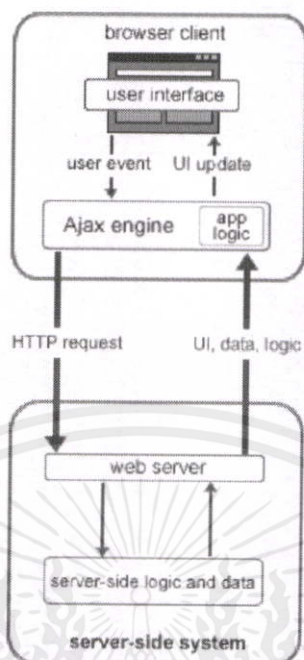 browser client
user interface
user event UI update
Ajax engine app logic
HTTP request UI, data, logic
web server
server-side logic and data
server-side system